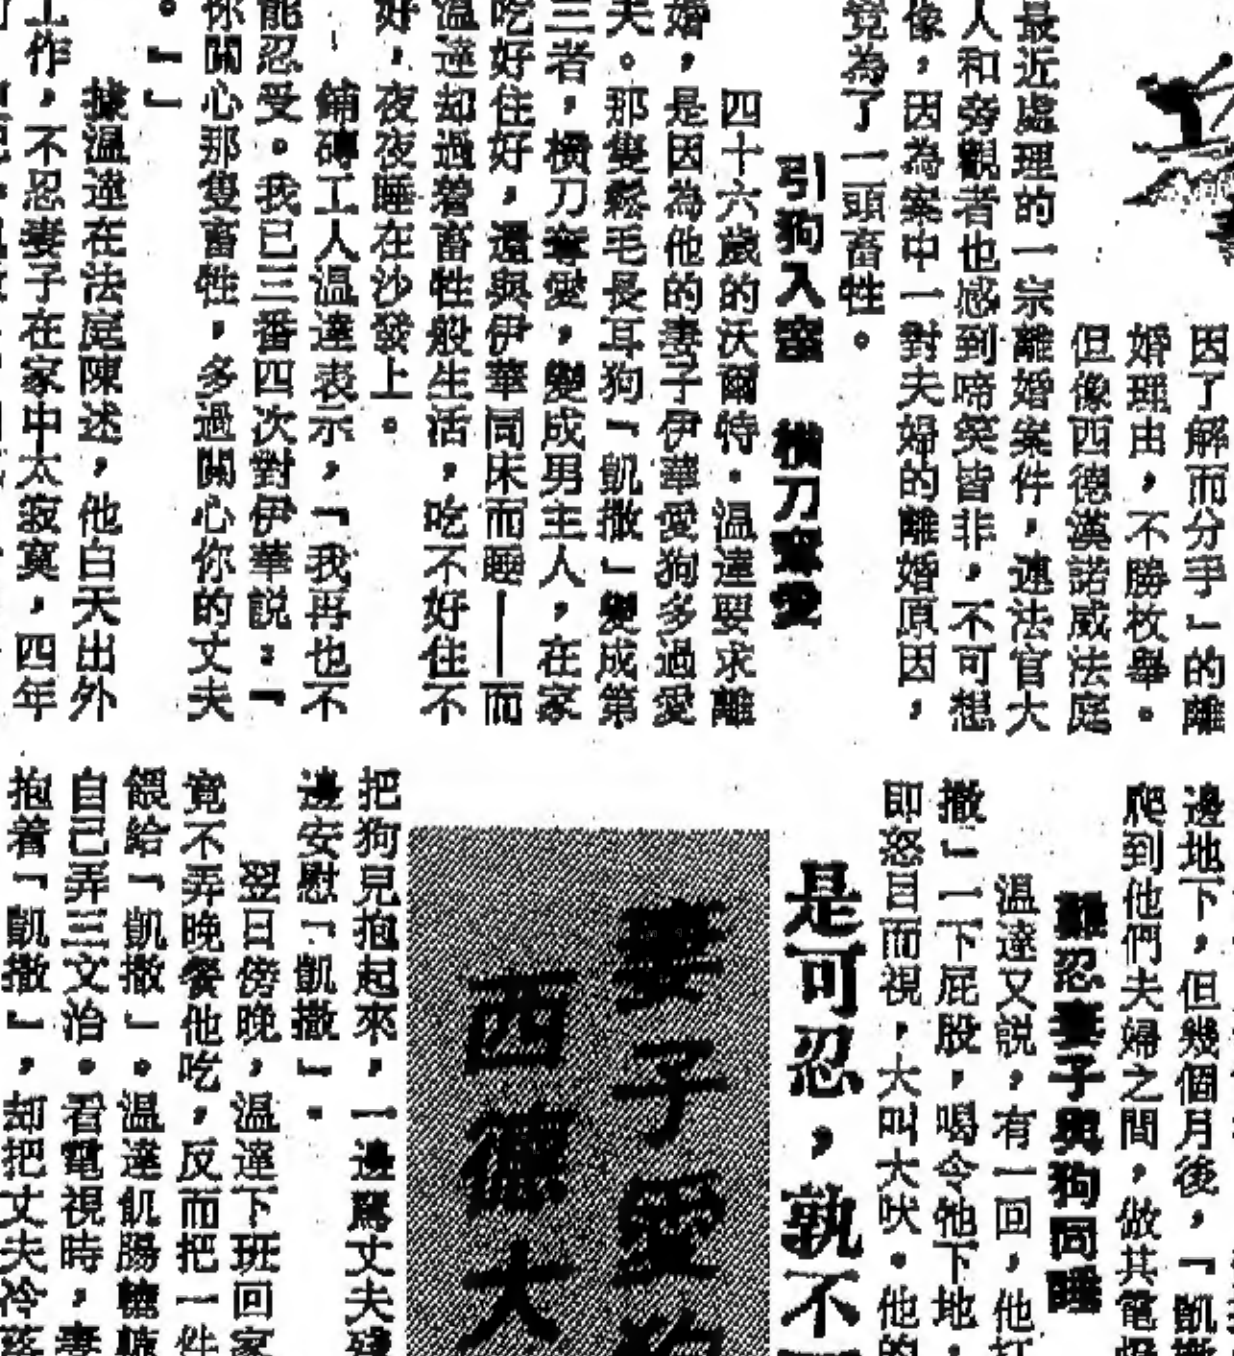 因了解而分手」的離
婚理由，不勝枚舉。
但像西德漢諾威法庭
最近處理的一宗離婚案件，連法官大
人和旁觀者也感到啼笑皆非，不可想
像，因為案中一對夫婦的離婚原因，
竟為了一頭畜牲。
引狗入室　橫刀奪愛
四十六歲的沃爾特．溫達要求離
婚，是因為他的妻子伊華愛狗多過愛
夫。那隻鬆毛長耳狗「凱撒」變成第
三者，橫刀奪愛，變成男主人，在家
吃好住好，還與伊華同床而睡——而
溫達却過着畜牲般生活，吃不好住不
好，夜夜睡在沙發上。
鋪磚工人溫達表示，「我再也不
能忍受。我已三番四次對伊華說：『
你關心那隻畜牲，多過關心你的丈夫
。』」
據溫達在法庭陳述，他白天出外
工作，不忍妻子在家中太寂寞，四年
邊地下，但幾個月後，「凱撒
爬到他們夫婦之間，做其電
難忍妻子與狗同睡
溫達又說，有一回，他打
撒」一下屁股，喝令牠下地，
即怒目而視，大叫大吠。他的
是可忍，孰不
妻子愛狗
西德大
把狗兒抱起來，一邊罵丈夫殘
邊安慰「凱撒」。
翌日傍晚，溫達下班回家
竟不弄晚餐他吃，反而把一件
餵給「凱撒」。溫達飢腸轆轆
自己弄三文治。看電視時，妻
抱着「凱撒」，却把丈夫冷落